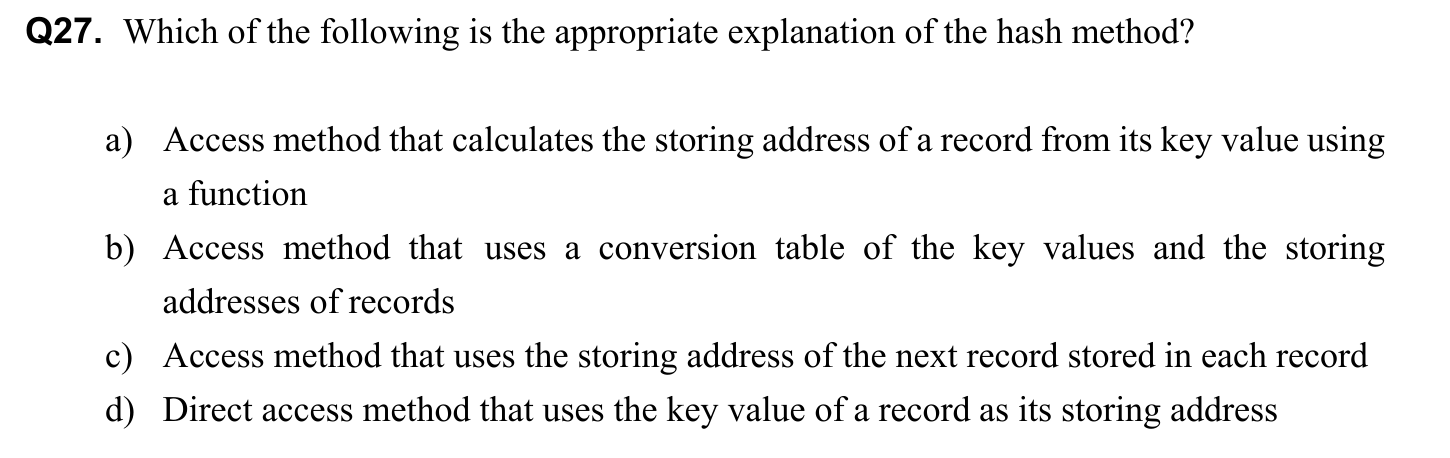 Q27. Which of the following is the appropriate explanation of the hash method?
a) Access method that calculates the storing address of a record from its key value using
a function
b) Access method that uses a conversion table of the key values and the storing
addresses of records
c) Access method that uses the storing address of the next record stored in each record
d) Direct access method that uses the key value of a record as its storing address